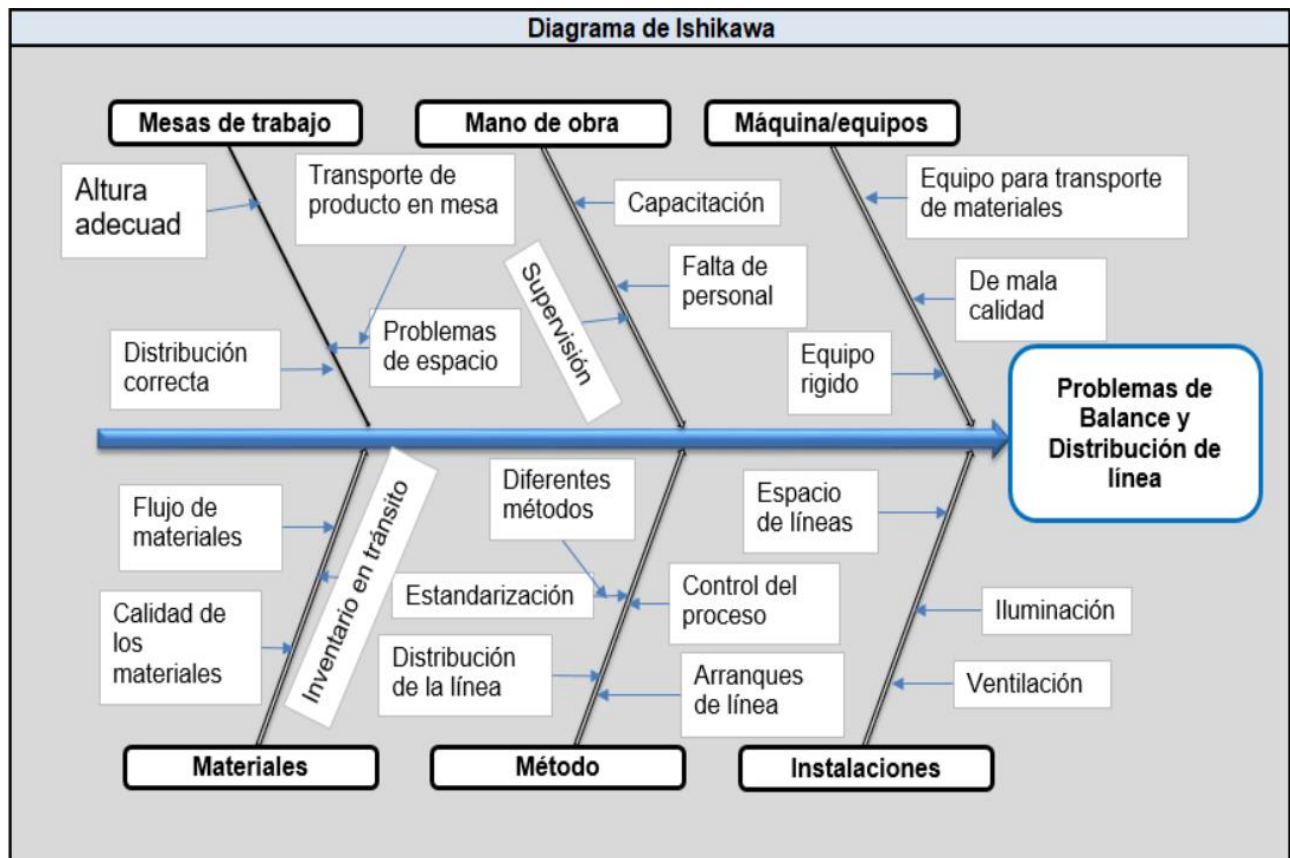 Diagrama de Ishikawa
Mesas de trabajo
Mano de obra
Máquina/equipos
Altura
adecuad
Transporte de
producto en mesa
Distribución
correcta
Problemas
de espacio
Capacitación
Falta de
personal
Supervisión
Equipo para transporte
de materiales
De mala
calidad
Equipo
rigido
Problemas de
Balance y
Distribución de
línea
Flujo de
materiales
Calidad de
los
materiales
Inventario en tránsito
Diferentes
métodos
Estandarización
Distribución
de la línea
Control del
proceso
Arranques
de línea
Espacio
de líneas
Iluminación
Ventilación
Materiales
Método
Instalaciones